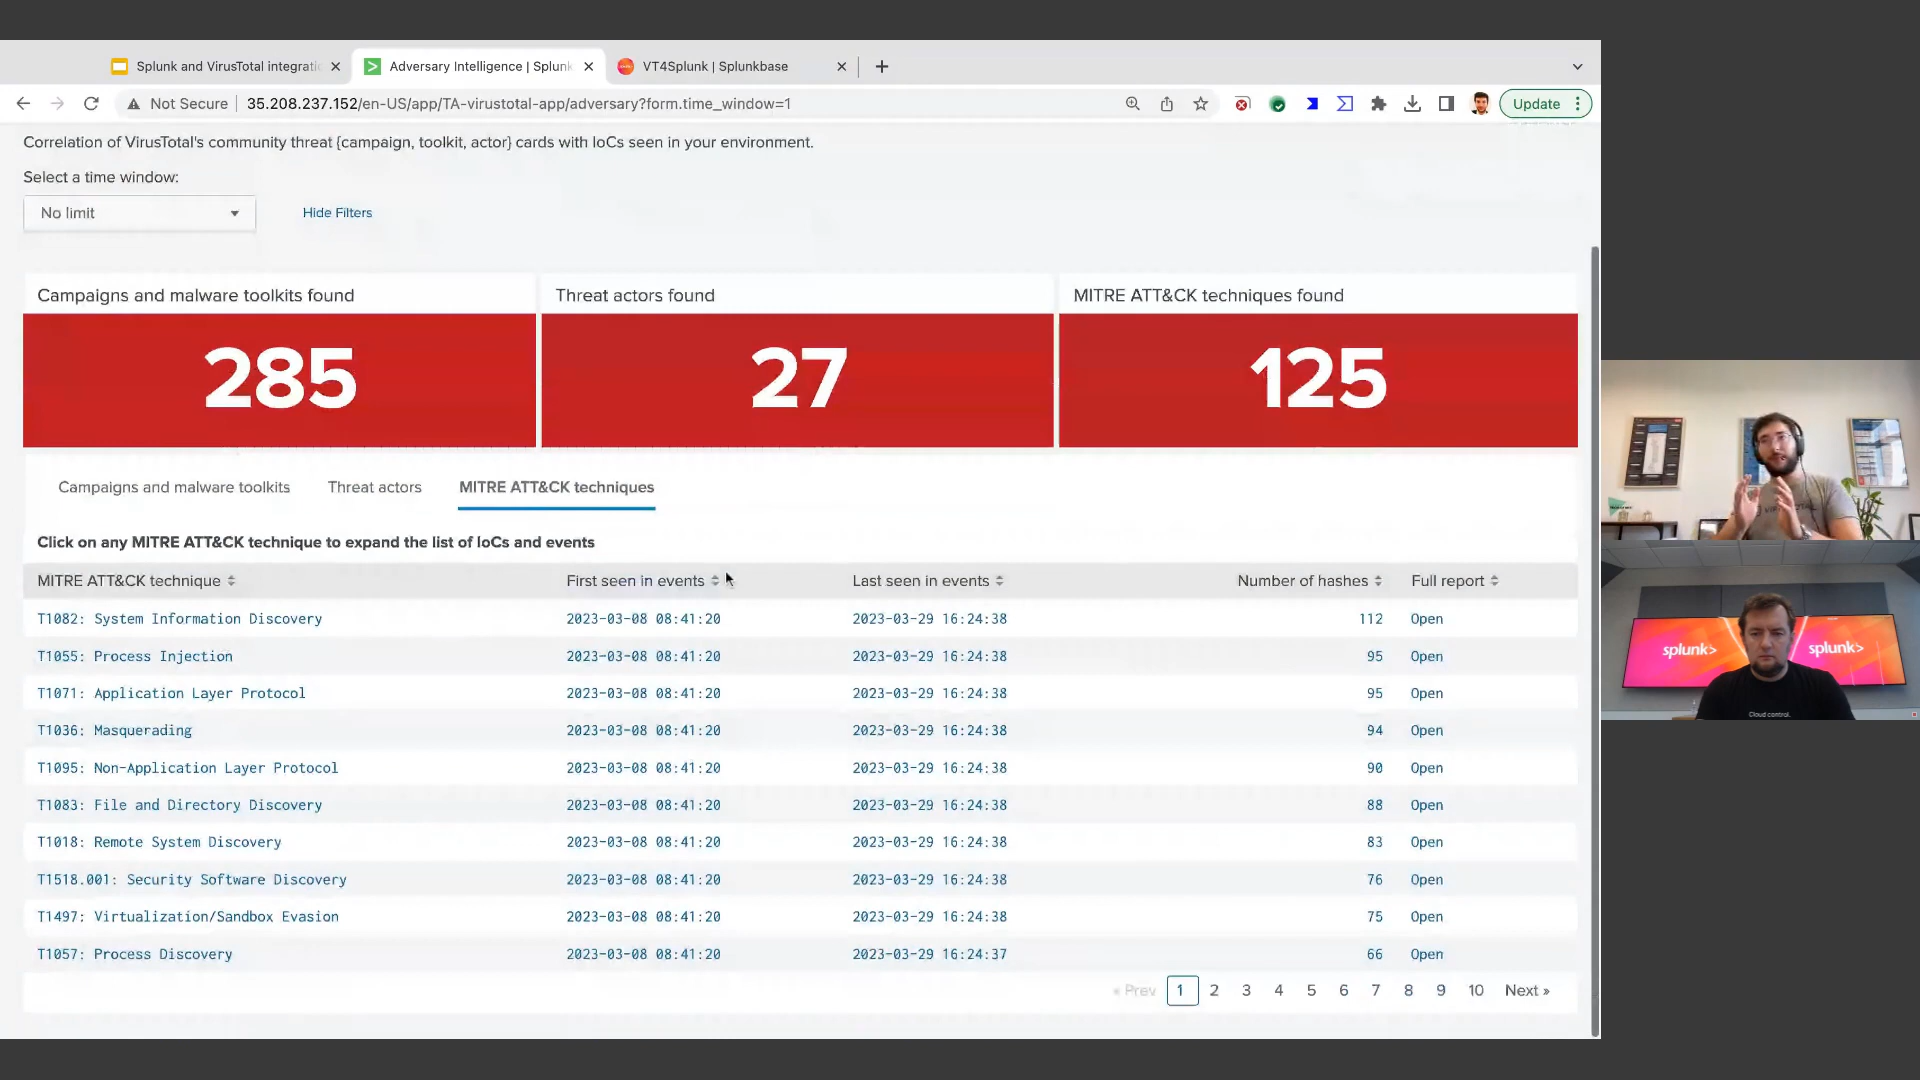 Splunk and VirusTotal integrati
Adversary Intelligence | Splunk
VT4Splunk | Splunkbase
Not Secure
35.208.237.152/en-US/app/TA-virustotal-app/adversary?form.time_window=1
Update
Correlation of VirusTotal's community threat {campaign, toolkit, actor} cards with IoCs seen in your environment.
Select a time window:
No limit
Hide Filters
Campaigns and malware toolkits found
Threat actors found
MITRE ATT&CK techniques found
285
27
125
Campaigns and malware toolkits
Threat actors
MITRE ATT&CK techniques
Click on any MITRE ATT&CK technique to expand the list of IoCs and events
MITRE ATT&CK technique First seen in events Last seen in events Number of hashes Full report
T1082: System Information Discovery 2023-03-08 08:41:20 2023-03-29 16:24:38 112 Open
T1055: Process Injection 2023-03-08 08:41:20 2023-03-29 16:24:38 95 Open
T1071: Application Layer Protocol 2023-03-08 08:41:20 2023-03-29 16:24:38 95 Open
T1036: Masquerading 2023-03-08 08:41:20 2023-03-29 16:24:38 94 Open
T1095: Non-Application Layer Protocol 2023-03-08 08:41:20 2023-03-29 16:24:38 90 Open
T1083: File and Directory Discovery 2023-03-08 08:41:20 2023-03-29 16:24:38 88 Open
T1018: Remote System Discovery 2023-03-08 08:41:20 2023-03-29 16:24:38 83 Open
T1518.001: Security Software Discovery 2023-03-08 08:41:20 2023-03-29 16:24:38 76 Open
T1497: Virtualization/Sandbox Evasion 2023-03-08 08:41:20 2023-03-29 16:24:38 75 Open
T1057: Process Discovery 2023-03-08 08:41:20 2023-03-29 16:24:37 66 Open
« Prev 1 2 3 4 5 6 7 8 9 10 Next »
splunk>
splunk>
Cloud control.